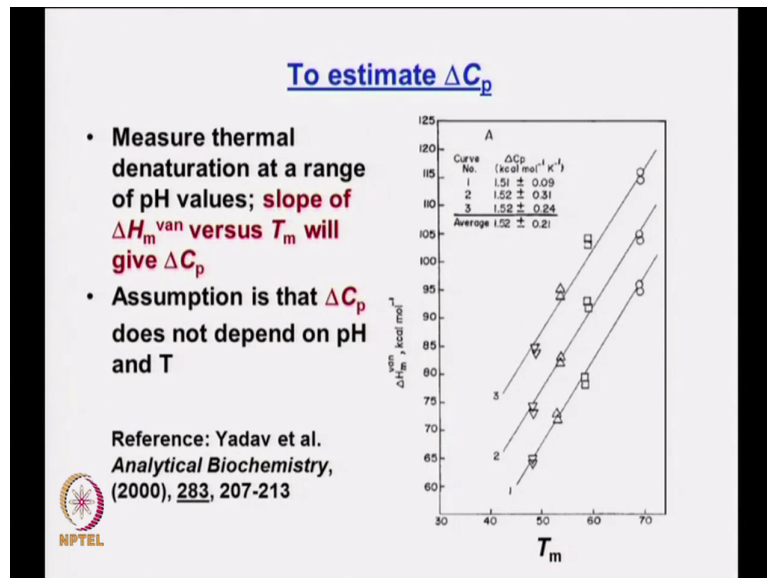 To estimate ΔCp
• Measure thermal
denaturation at a range
of pH values; slope of
ΔHm van versus Tm will
give ΔCp
• Assumption is that ΔCp
does not depend on pH
and T
Reference: Yadav et al.
Analytical Biochemistry,
(2000), 283, 207-213
NPTEL
A
Curve No. ΔCp (kcal mol⁻¹ K⁻¹)
1 1.51 ± 0.09
2 1.52 ± 0.31
3 1.52 ± 0.24
Average 1.52 ± 0.21
ΔHm van, kcal mol⁻¹
125
120
115
110
105
100
95
90
85
80
75
70
65
60
3
2
1
30 40 50 60 70
Tm